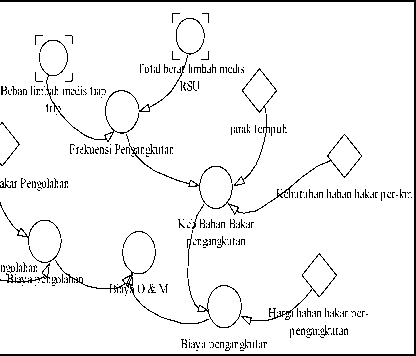 Total berat limbah medis
RSU
Beban limbah medis tiap
trip
Frekuensi Pengangkutan
jarak tempuh
Kebutuhan bahan bakar per-km
akar Pengolahan
Keb Bahan Bakar
pengangkutan
ngolahan
Biaya pengolahan
Biaya O & M
Harga bahan bakar per-
pengangkutan
Biaya pengangkutan